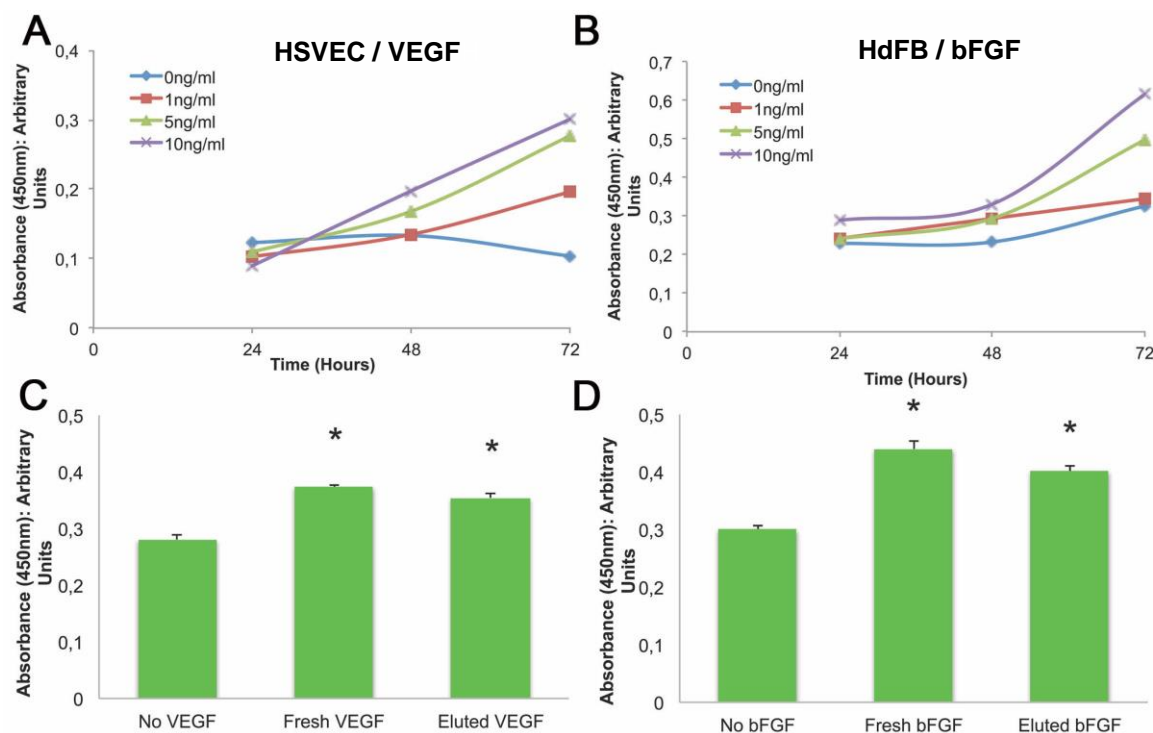 A
HSVEC / VEGF
0,4
0,3
0,2
0,1
0
0ng/ml
1ng/ml
5ng/ml
10ng/ml
Absorbance (450nm): Arbitrary
Units
0
24
48
72
Time (Hours)
B
HdFB / bFGF
0,7
0,6
0,5
0,4
0,3
0,2
0,1
0
0ng/ml
1ng/ml
5ng/ml
10ng/ml
Absorbance (450nm): Arbitrary
Units
0
24
48
72
Time (Hours)
C
0,5
0,4
0,3
0,2
0,1
0
Absorbance (450nm): Arbitrary
Units
*
*
No VEGF
Fresh VEGF
Eluted VEGF
D
0,5
0,4
0,3
0,2
0,1
0
Absorbance (450nm): Arbitrary
Units
*
*
No bFGF
Fresh bFGF
Eluted bFGF